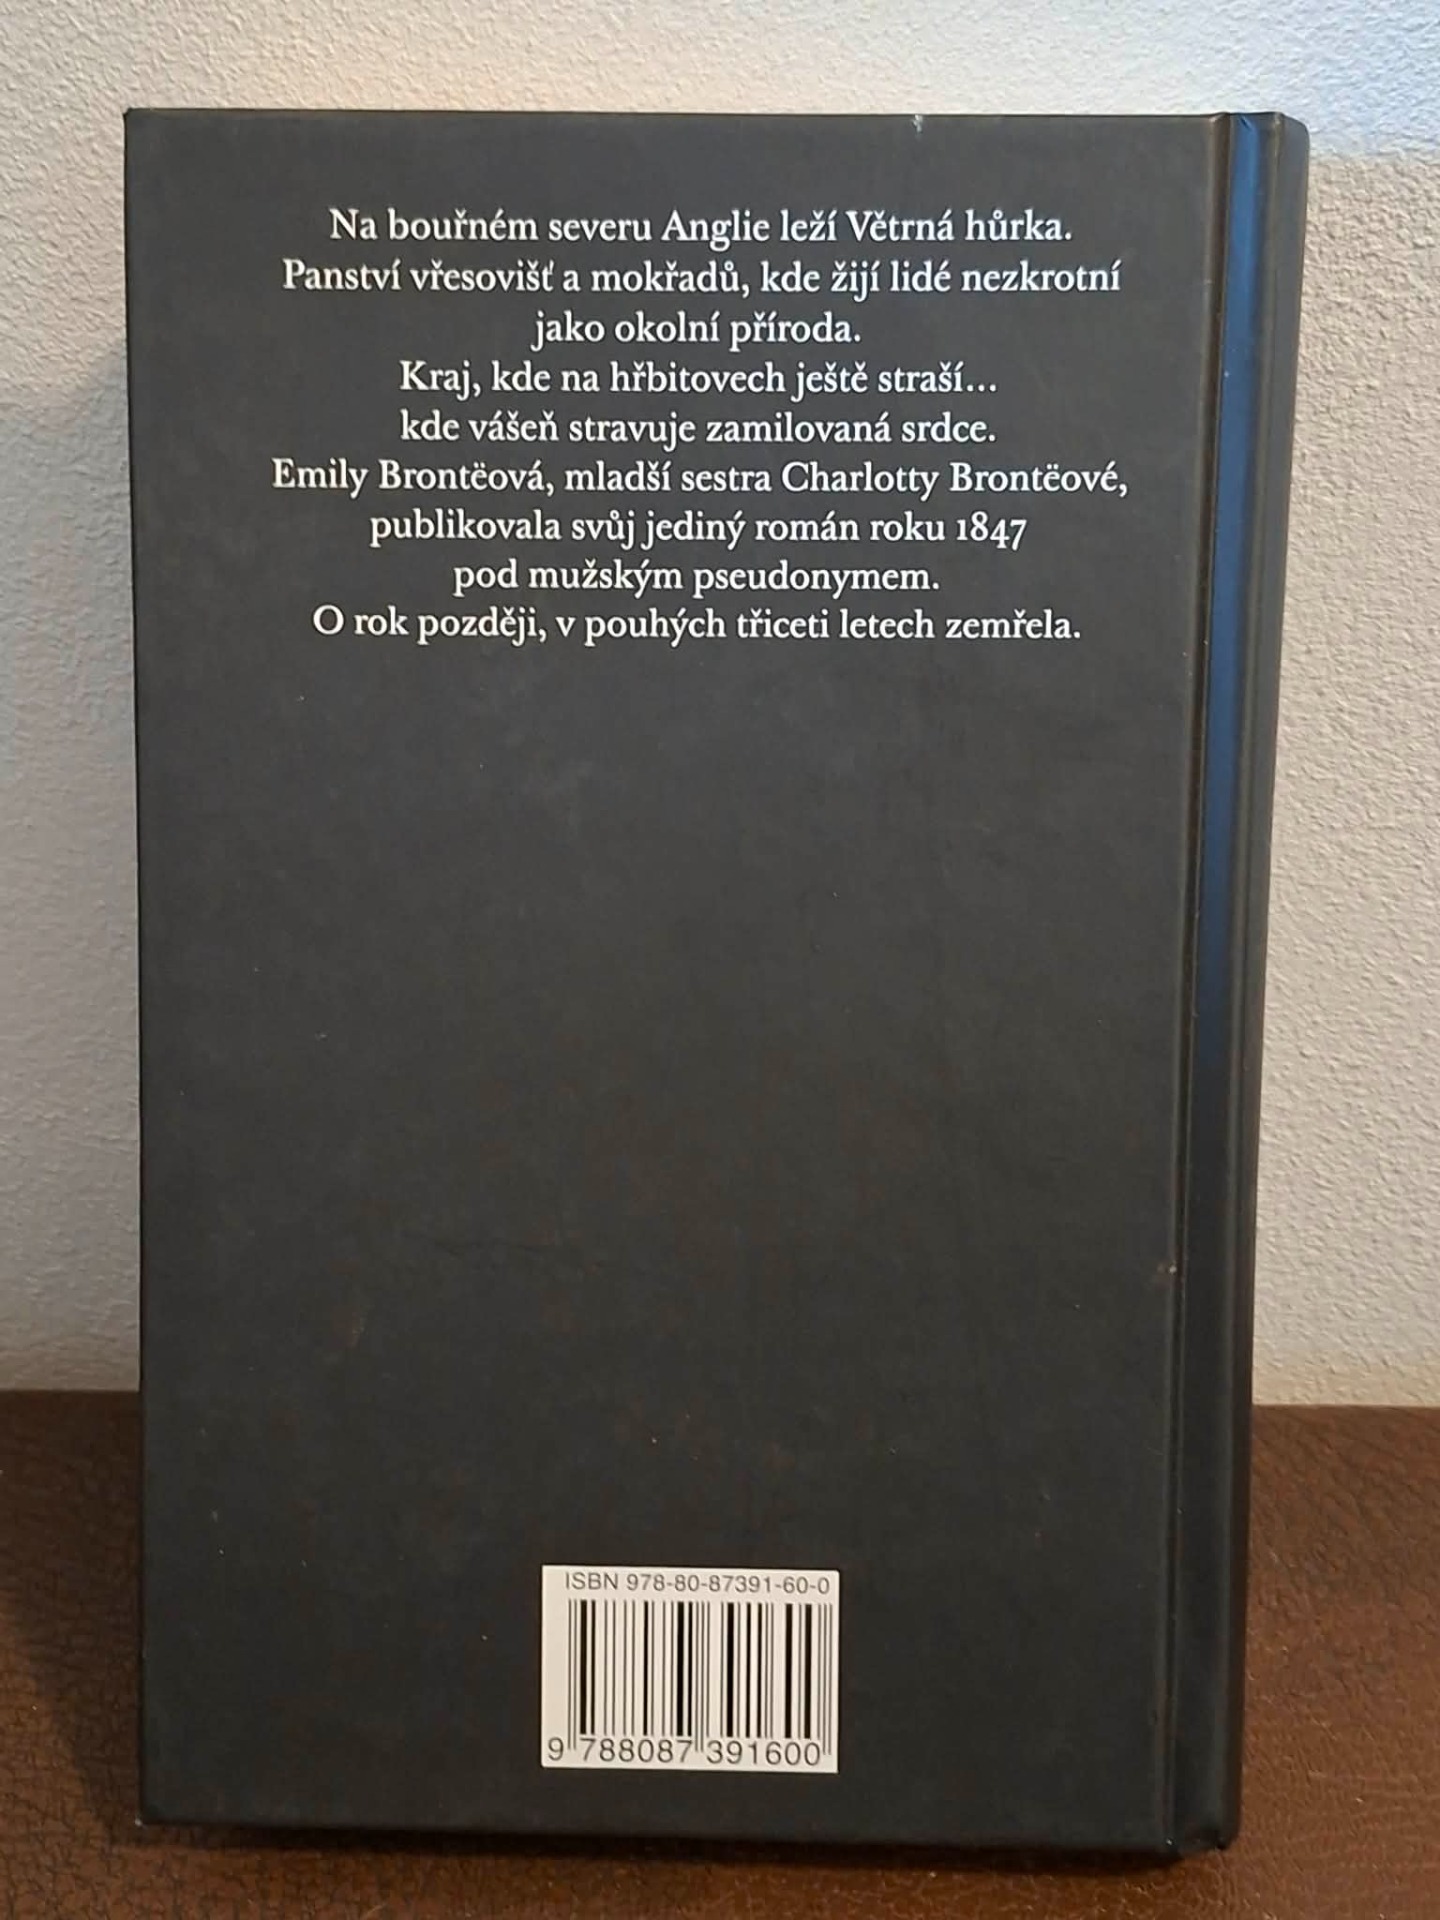 Na bouřném severu Anglie leží Větrná hůrka.
Panství vřesovišť a mokřadů, kde žijí lidé nezkrotní
jako okolní příroda.
Kraj, kde na hřbitovech ještě straší...
kde vášeň stravuje zamilovaná srdce.
Emily Brontëová, mladší sestra Charlotty Brontëové,
publikovala svůj jediný román roku 1847
pod mužským pseudonymem.
O rok později, v pouhých třiceti letech zemřela.
ISBN 978-80-87391-60-0
9 788087 391600